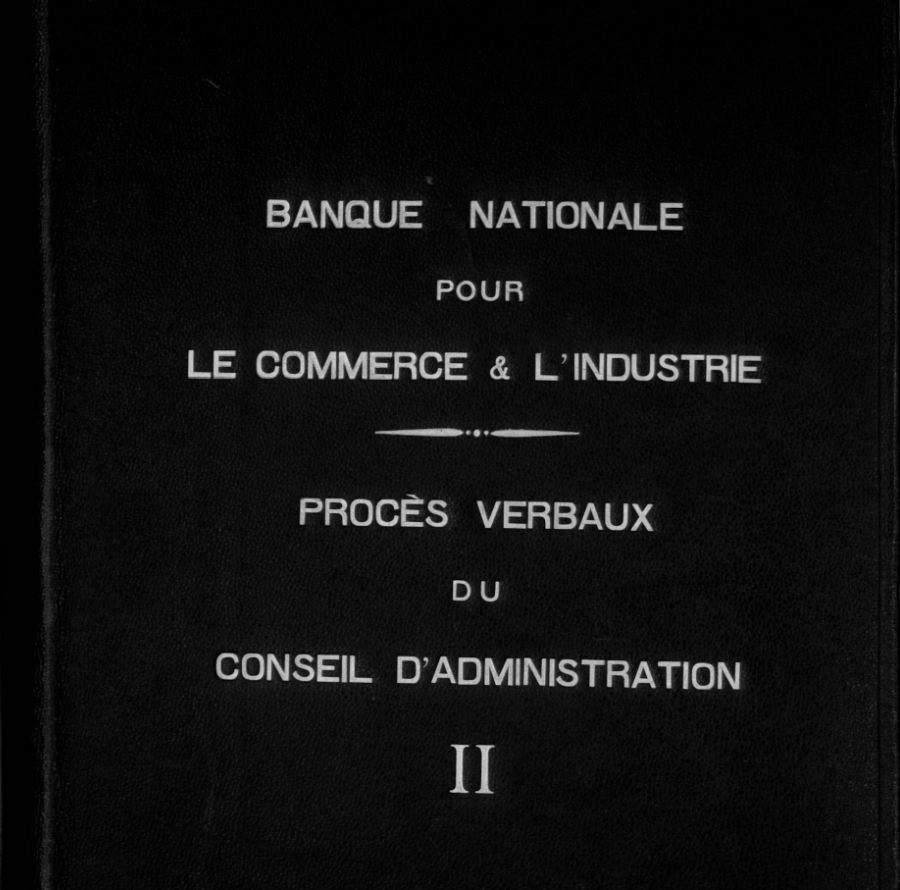 BANQUE NATIONALE
POUR
LE COMMERCE & L'INDUSTRIE
PROCÈS VERBAUX
DU
CONSEIL D'ADMINISTRATION
II